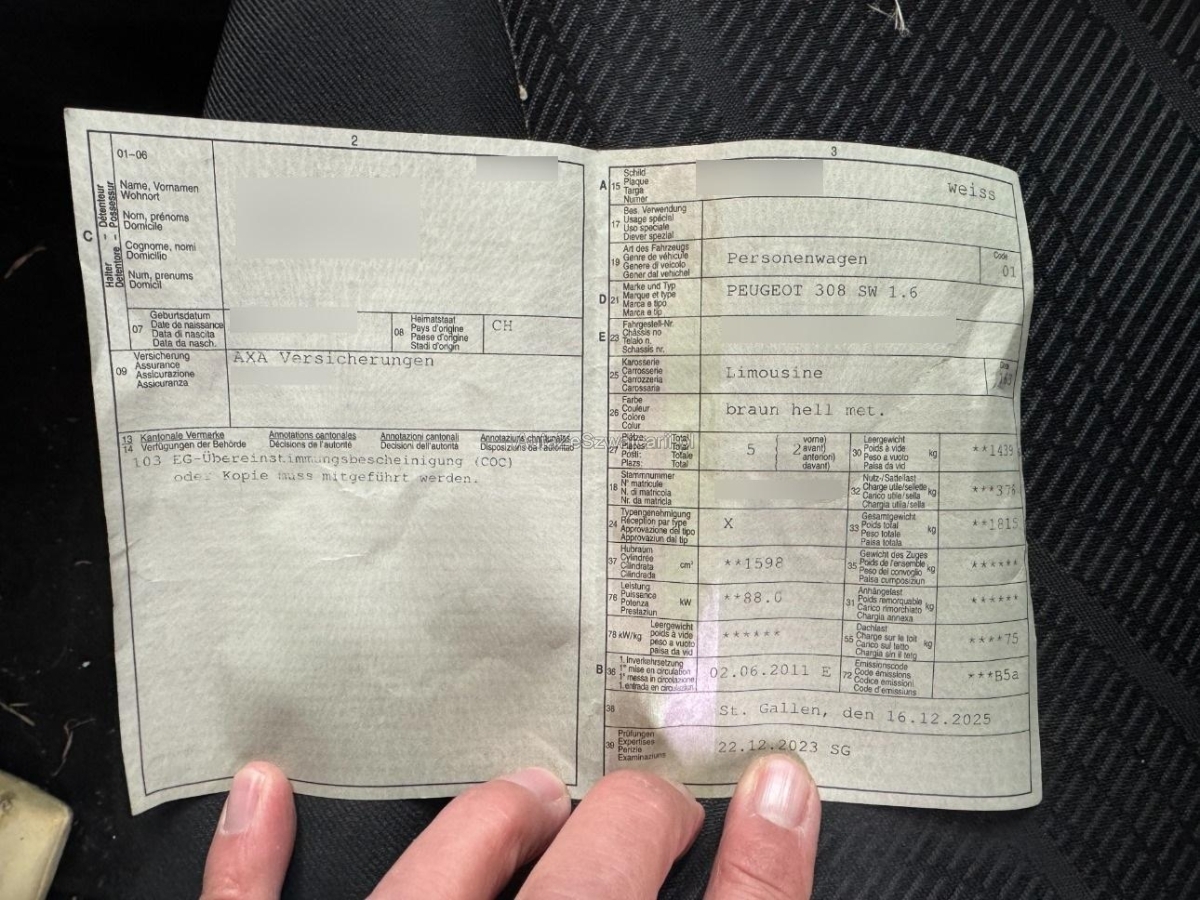 2
01-06
C
Halter - Détenteur
Detentore - Possessur
Name, Vornamen
Wohnort
Nom, prénoms
Domicile
Cognome, nomi
Domicilio
Num, prenums
Domicil
07
Geburtsdatum
Date de naissance
Data di nascita
Data da nasch.
08
Heimatstaat
Pays d'origine
Paese d'origine
Stadi d'origin
CH
09
Versicherung
Assurance
Assicurazione
Assicuranza
AXA Versicherungen
13 Kantonale Vermerke Annotations cantonales Annotazioni cantonali Annotaziuns chantunalas
14 Verfügungen der Behörde Décisions de l'autorité Decisioni dell'autorità Disposiziuns da l'autoritad
103 EG-Übereinstimmungsbescheinigung (COC)
oder Kopie muss mitgeführt werden.
3
A 15
Schild
Plaque
Targa
Numer
weiss
17
Bes. Verwendung
Usage spécial
Uso speciale
Diever spezial
19
Art des Fahrzeugs
Genre de véhicule
Genere di veicolo
Gener dal vehichel
Personenwagen
Code
01
D 21
Marke und Typ
Marque et type
Marca e tipo
Marca e tip
PEUGEOT 308 SW 1.6
E 23
Fahrgestell-Nr.
Châssis no
Telaio n.
Schassis nr.
25
Karosserie
Carrosserie
Carrozzeria
Carossaria
Limousine
26
Farbe
Couleur
Colore
Colur
braun hell met.
27
Plätze: Total
Places: Total
Posti: Totale
Plazs: Total
5
2
vorne)
avant)
anteriori)
davant)
30
Leergewicht
Poids à vide
Peso a vuoto
Paisa da vid
kg
**1439
18
Stammnummer
N° matricule
N. di matricola
Nr. da matricla
32
Nutz-/Sattellast
Charge utile/sellette
Carico utile/sella
Chargia utila/sella
kg
***376
24
Typengenehmigung
Réception par type
Approvazione del tipo
Approvaziun dal tip
X
33
Gesamtgewicht
Poids total
Peso totale
Paisa totala
kg
**1815
37
Hubraum
Cylindrée
Cilindrata
Cilindrada
cm³
**1598
35
Gewicht des Zuges
Poids de l'ensemble
Peso del convoglio
Paisa cumposiziun
kg
******
76
Leistung
Puissance
Potenza
Prestaziun
kW
**88.0
31
Anhängelast
Poids remorquable
Carico rimorchiato
Chargia annexa
kg
******
78 kW/kg
Leergewicht
poids à vide
peso a vuoto
paisa da vid
******
55
Dachlast
Charge sur le toit
Carico sul tetto
Chargia sin il tetg
kg
****75
B 36
1. Inverkehrsetzung
1re mise en circulation
1a messa in circolazione
1. entrada en circulaziun
02.06.2011 E
72
Emissionscode
Code émissions
Codice emissioni
Code d'emissiuns
***B5a
38
St. Gallen, den 16.12.2025
39
Prüfungen
Expertises
Perizie
Examinaziuns
22.12.2023 SG